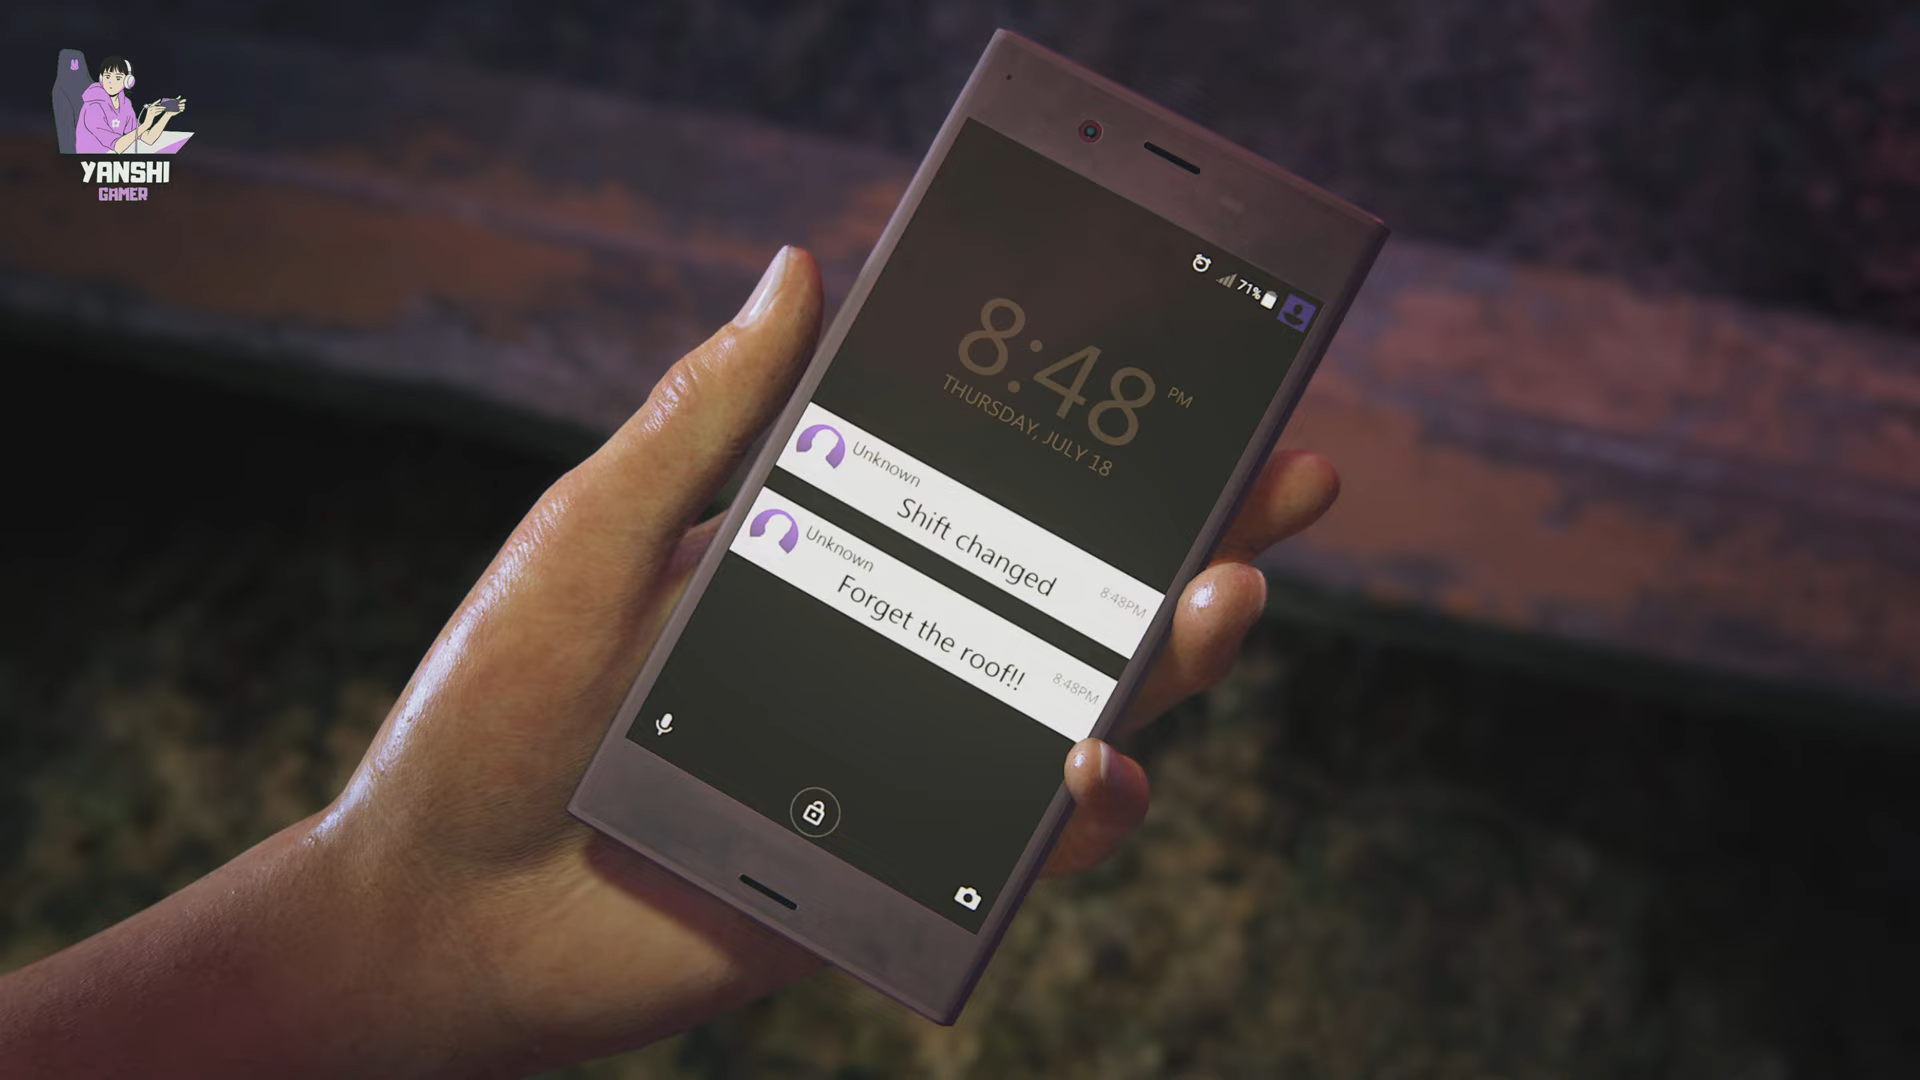 YANSHI
GAMER
71%
8:48 PM
THURSDAY, JULY 18
Unknown
Shift changed
8:48PM
Unknown
Forget the roof!!
8:48PM